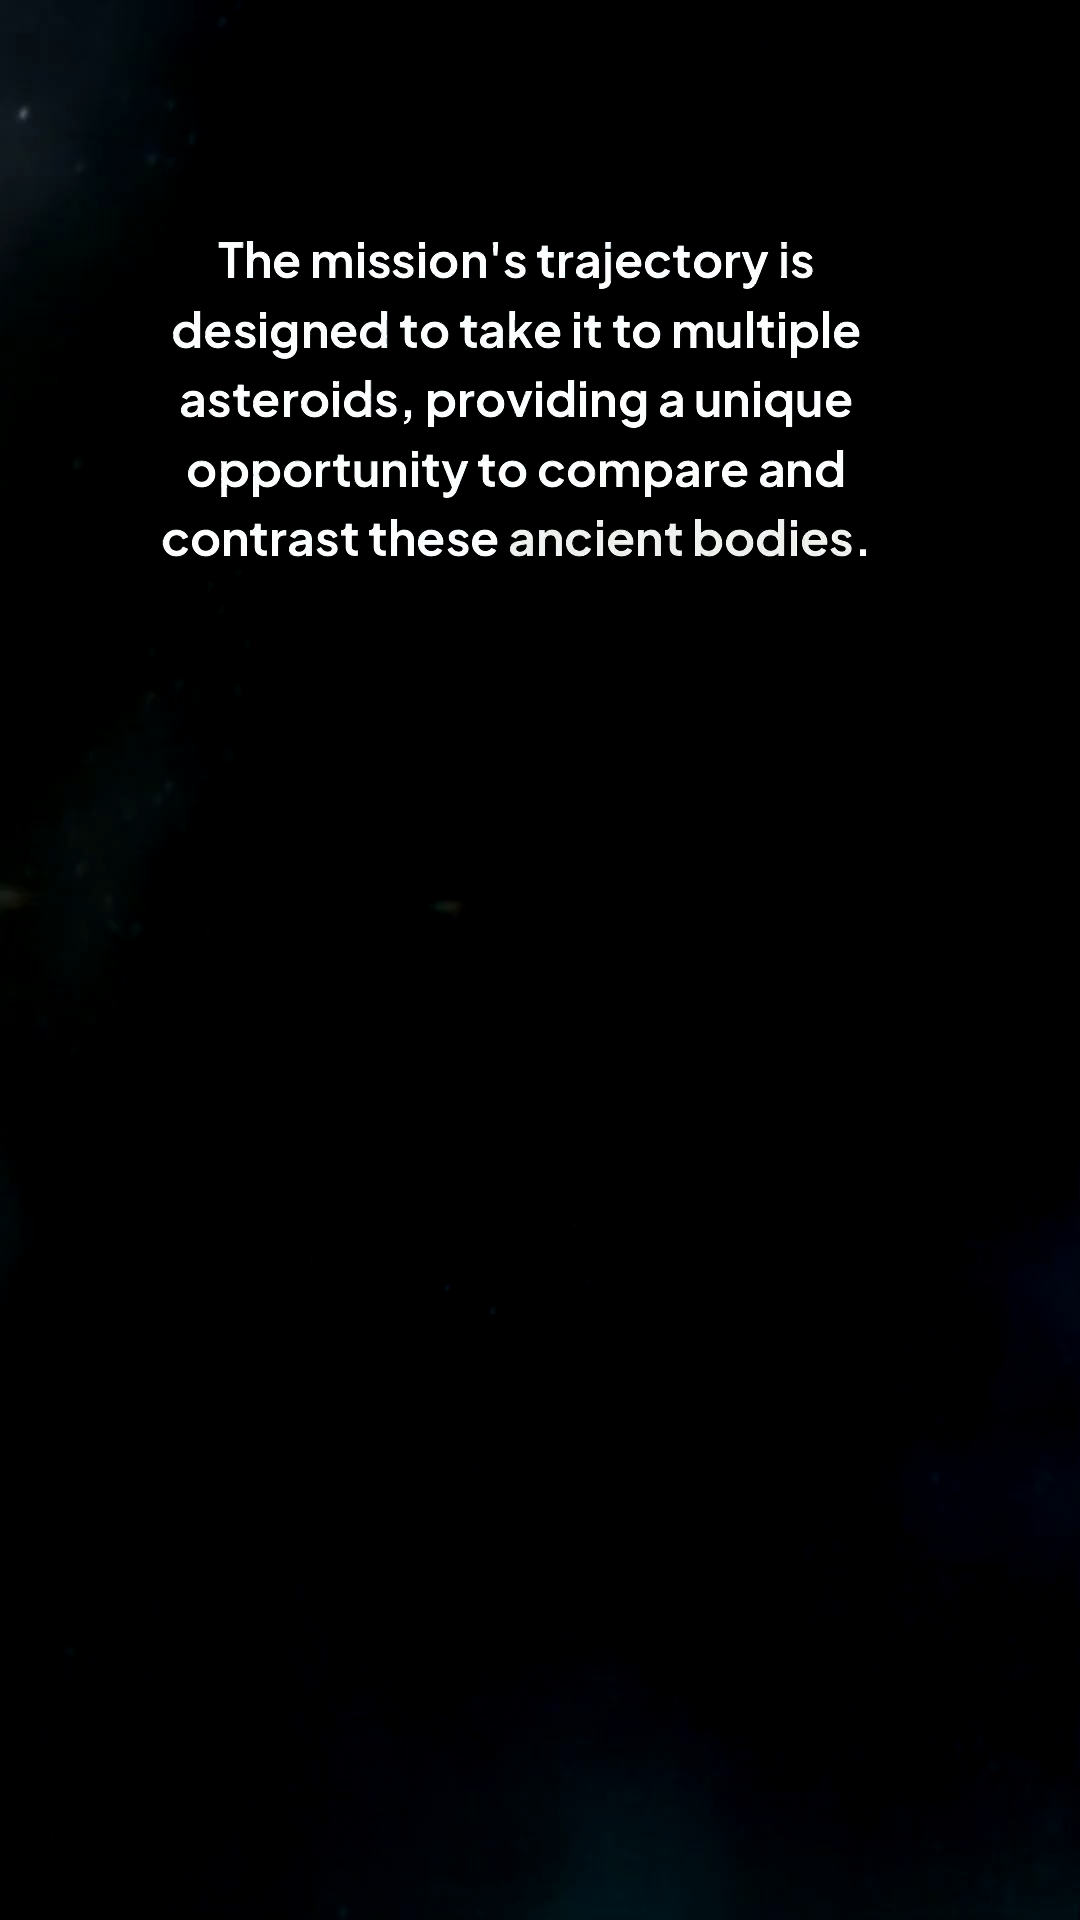 The mission's trajectory is
designed to take it to multiple
asteroids, providing a unique
opportunity to compare and
contrast these ancient bodies.